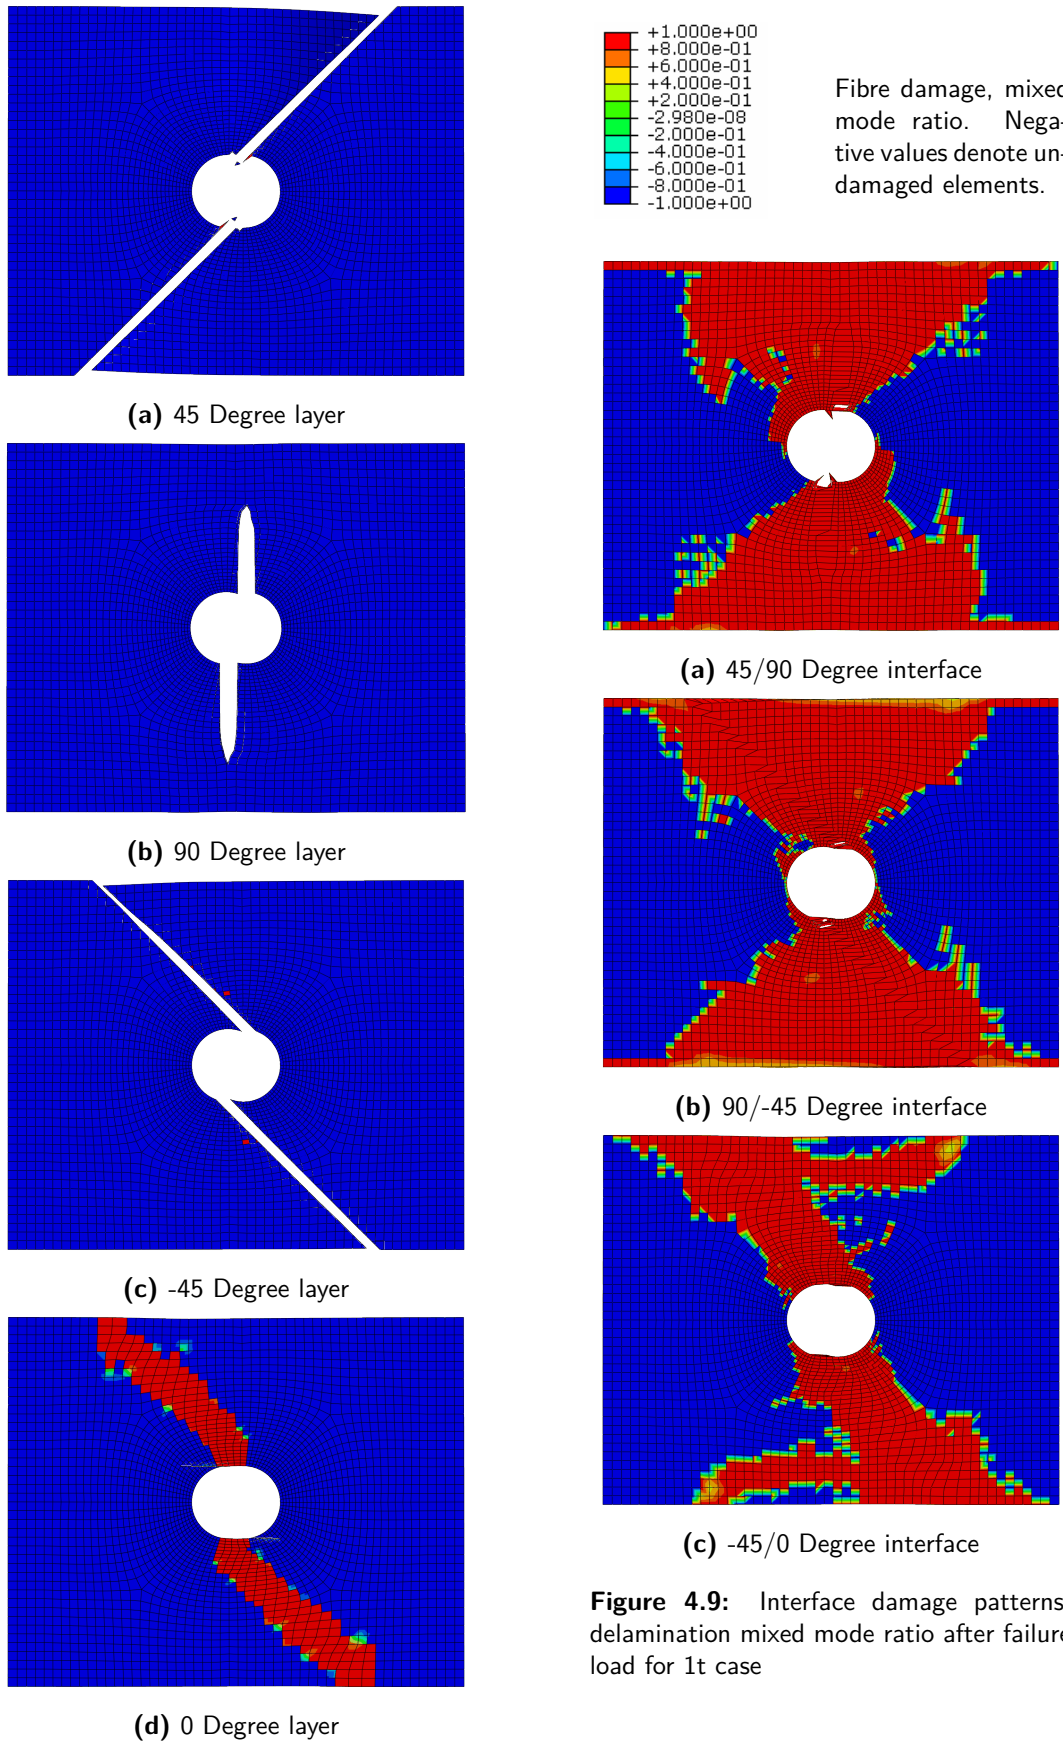 (a) 45 Degree layer
(b) 90 Degree layer
(c) -45 Degree layer
(d) 0 Degree layer
+1.000e+00
+8.000e-01
+6.000e-01
+4.000e-01
+2.000e-01
-2.980e-08
-2.000e-01
-4.000e-01
-6.000e-01
-8.000e-01
-1.000e+00
Fibre damage, mixed
mode ratio. Nega-
tive values denote un-
damaged elements.
(a) 45/90 Degree interface
(b) 90/-45 Degree interface
(c) -45/0 Degree interface
Figure 4.9: Interface damage patterns,
delamination mixed mode ratio after failure
load for 1t case